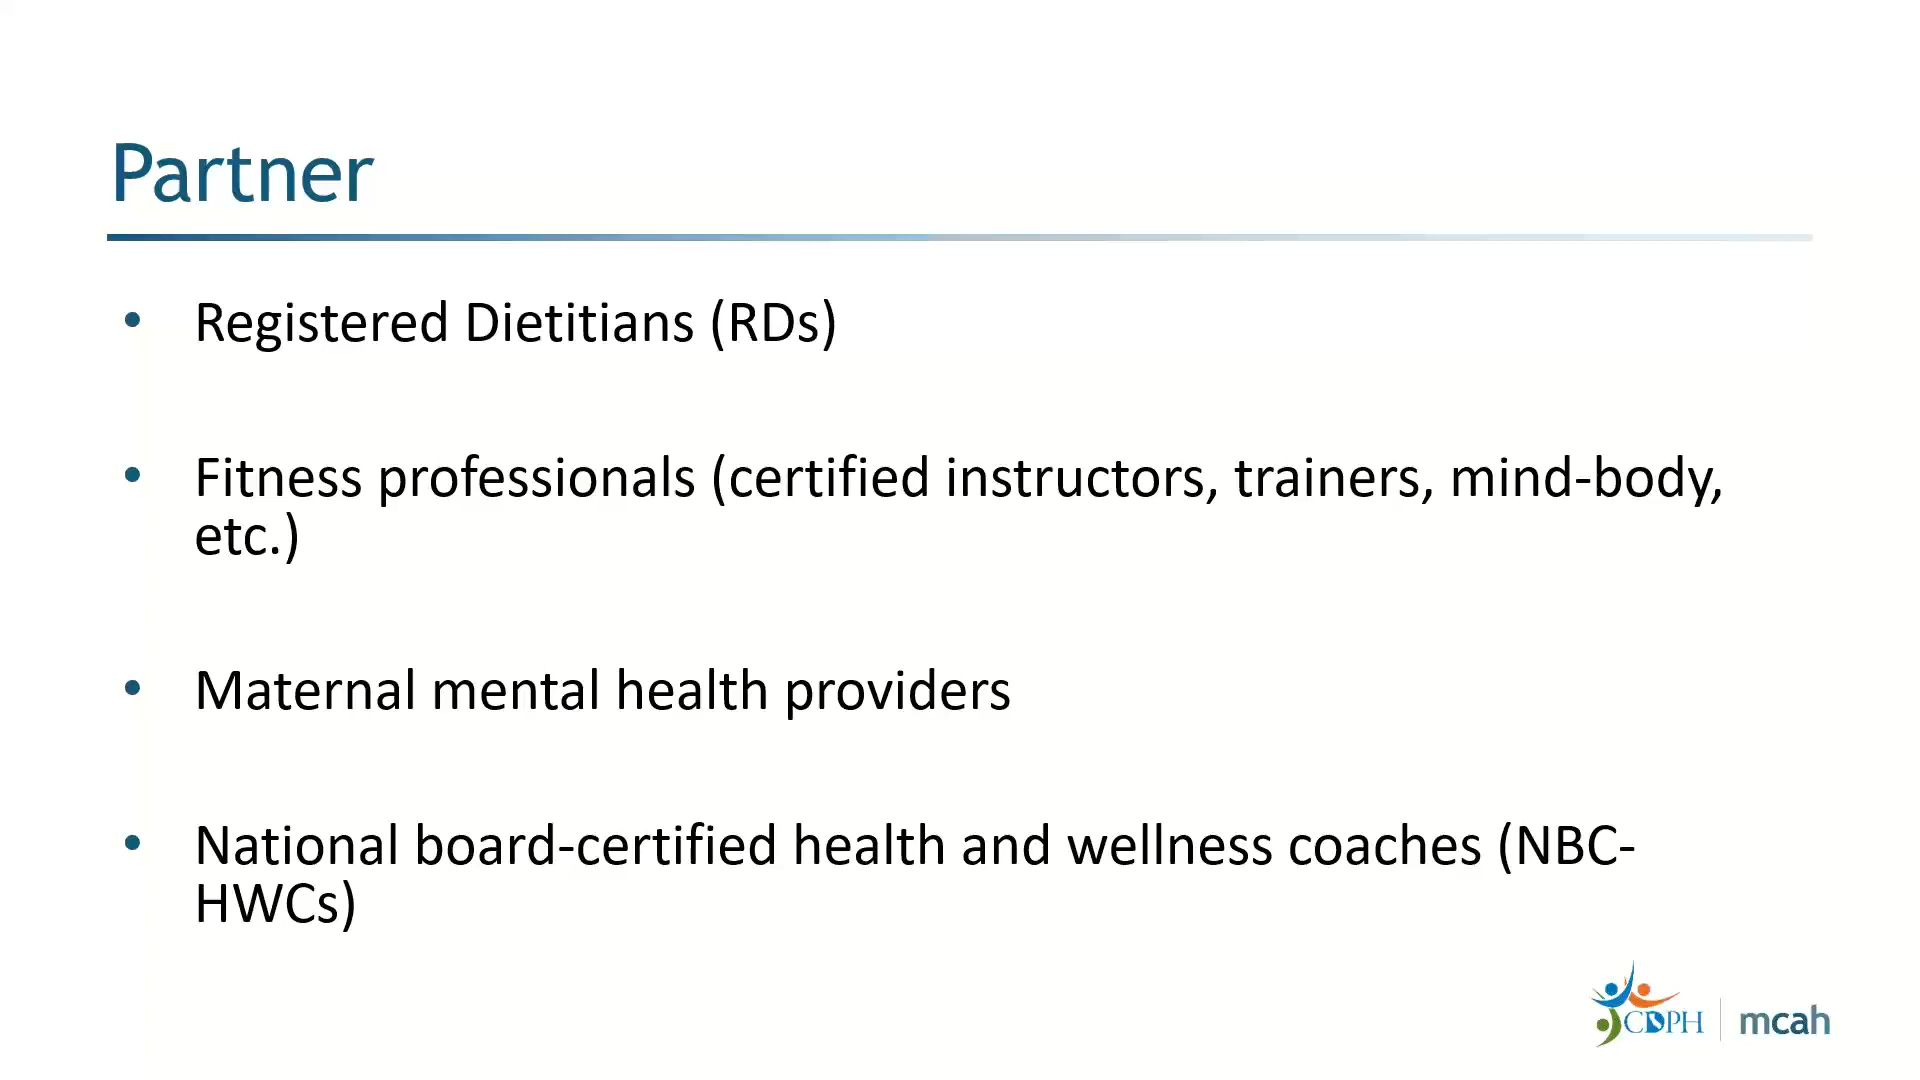 Partner
• Registered Dietitians (RDs)
• Fitness professionals (certified instructors, trainers, mind-body,
etc.)
• Maternal mental health providers
• National board-certified health and wellness coaches (NBC-
HWCs)
CDPH | mcah